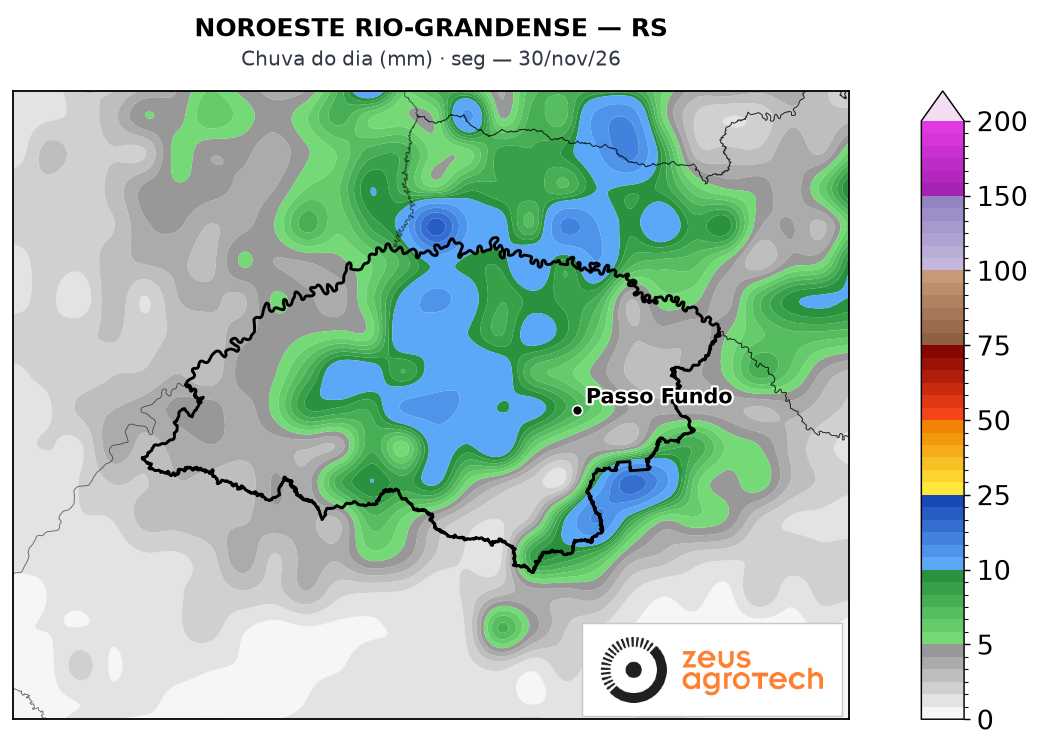 NOROESTE RIO-GRANDENSE — RS
Chuva do dia (mm) · seg — 30/nov/26
200
150
100
75
50
25
10
5
0
Passo Fundo
zeus
agroTech